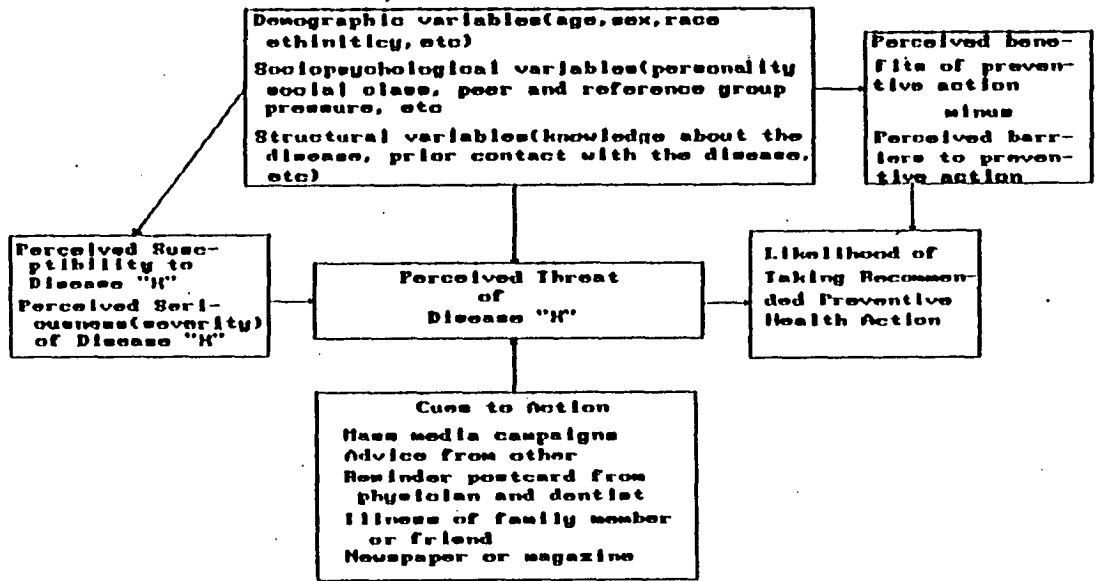 Demographic variables(age,sex,race
ethiniticy, etc)
Sociopsychological variables(personality
social class, peer and reference group
pressure, etc
Structural variables(knowledge about the
disease, prior contact with the disease,
etc)
Perceived bene-
fits of preven-
tive action
minus
Perceived barr-
iers to preven-
tive action
Perceived Susc-
ptibility to
Disease "X"
Perceived Seri-
ousness(severity)
of Disease "X"
Perceived Threat
of
Disease "X"
Likelihood of
Taking Recommen-
ded Preventive
Health Action
Cues to Action
Mass media campaigns
Advice from other
Reminder postcard from
physician and dentist
Illness of family member
or friend
Newspaper or magazine